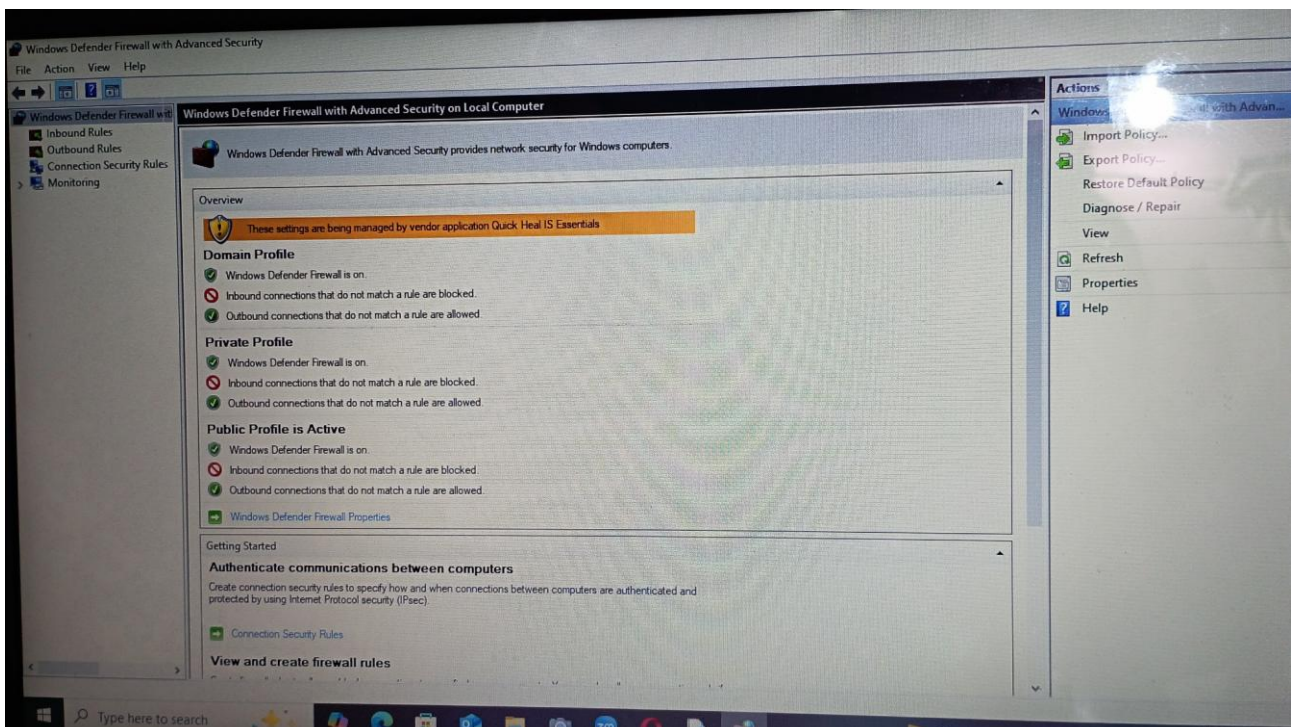 Windows Defender Firewall with Advanced Security
File Action View Help
Windows Defender Firewall wit
Inbound Rules
Outbound Rules
Connection Security Rules
Monitoring
Windows Defender Firewall with Advanced Security on Local Computer
Windows Defender Firewall with Advanced Security provides network security for Windows computers.
Overview
These settings are being managed by vendor application Quick Heal IS Essentials
Domain Profile
Windows Defender Firewall is on.
Inbound connections that do not match a rule are blocked.
Outbound connections that do not match a rule are allowed.
Private Profile
Windows Defender Firewall is on.
Inbound connections that do not match a rule are blocked.
Outbound connections that do not match a rule are allowed.
Public Profile is Active
Windows Defender Firewall is on.
Inbound connections that do not match a rule are blocked.
Outbound connections that do not match a rule are allowed.
Windows Defender Firewall Properties
Getting Started
Authenticate communications between computers
Create connection security rules to specify how and when connections between computers are authenticated and
protected by using Internet Protocol security (IPsec).
Connection Security Rules
View and create firewall rules
Actions
Windows with Advan...
Import Policy...
Export Policy...
Restore Default Policy
Diagnose / Repair
View
Refresh
Properties
Help
Type here to search